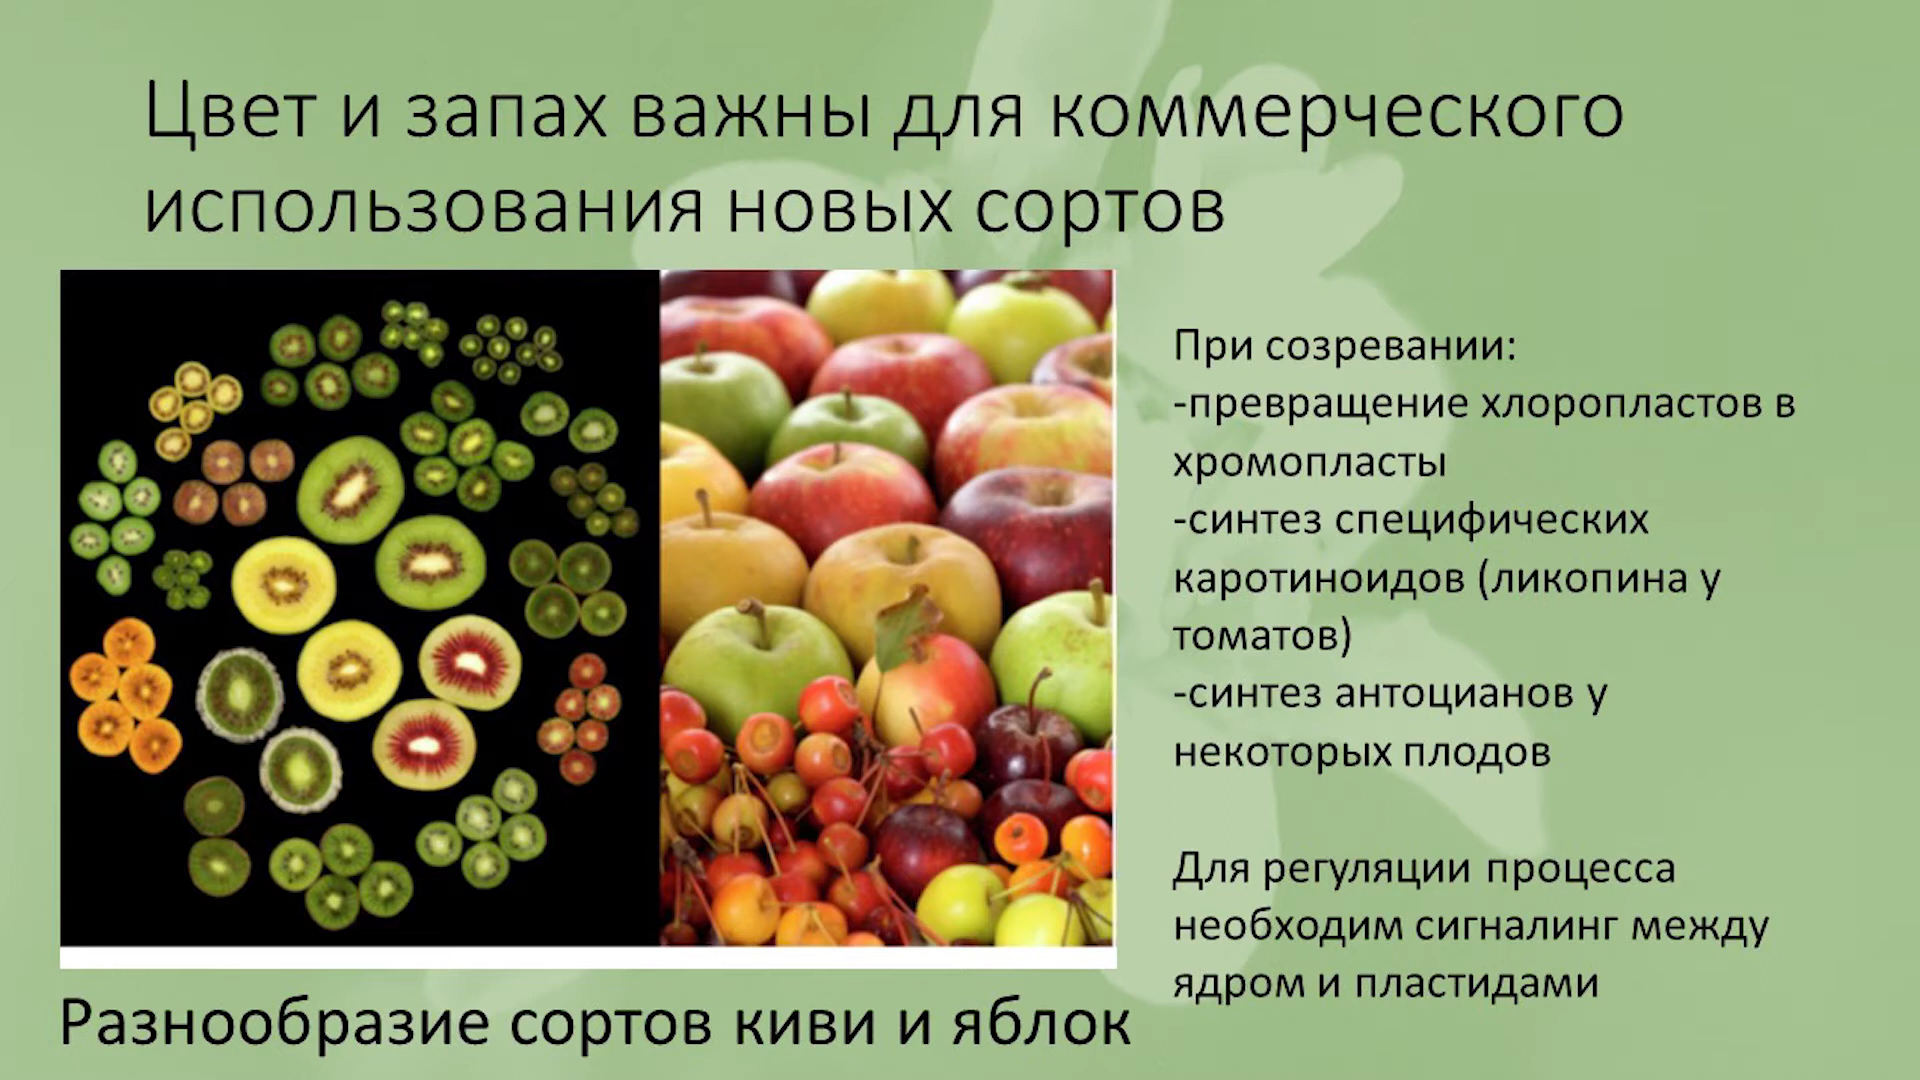 Цвет и запах важны для коммерческого
использования новых сортов
При созревании:
-превращение хлоропластов в
хромопласты
-синтез специфических
каротиноидов (ликопина у
томатов)
-синтез антоцианов у
некоторых плодов
Для регуляции процесса
необходим сигналинг между
ядром и пластидами
Разнообразие сортов киви и яблок